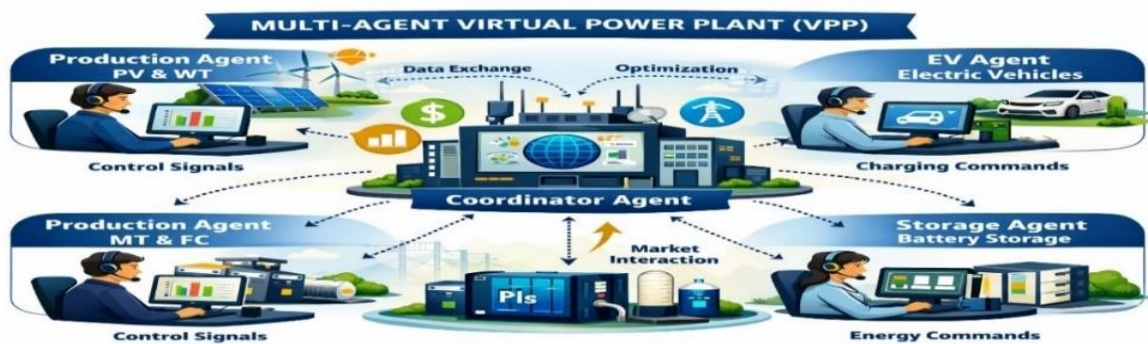 MULTI-AGENT VIRTUAL POWER PLANT (VPP)
Production Agent
PV & WT
Data Exchange
Optimization
EV Agent
Electric Vehicles
$
Control Signals
Charging Commands
Coordinator Agent
Production Agent
MT & FC
Market
Interaction
Storage Agent
Battery Storage
PIs
Control Signals
Energy Commands